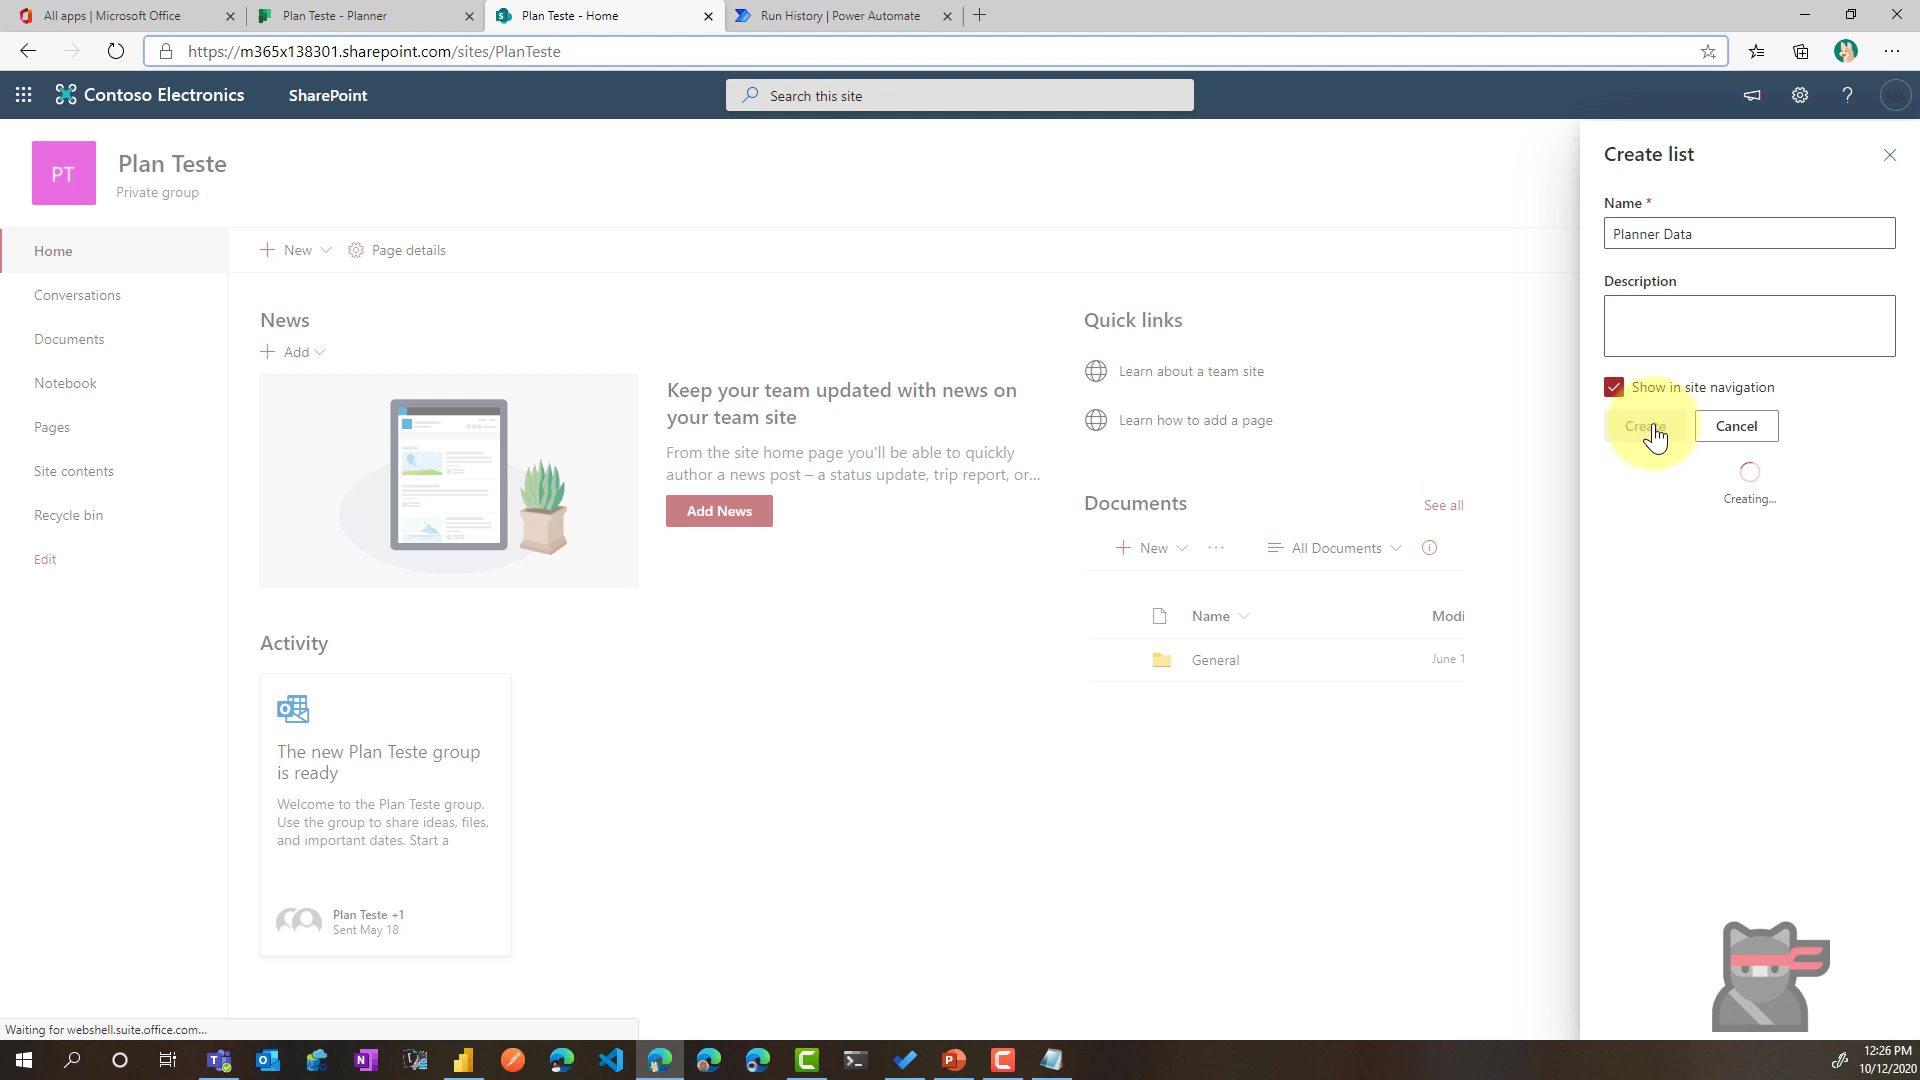 All apps | Microsoft Office
Plan Teste - Planner
Plan Teste - Home
Run History | Power Automate
https://m365x138301.sharepoint.com/sites/PlanTeste
Contoso Electronics
SharePoint
Search this site
MA
PT
Plan Teste
Private group
Home
Conversations
Documents
Notebook
Pages
Site contents
Recycle bin
Edit
New
Page details
News
Add
Keep your team updated with news on
your team site
From the site home page you'll be able to quickly
author a news post – a status update, trip report, or...
Add News
Activity
The new Plan Teste group
is ready
Welcome to the Plan Teste group.
Use the group to share ideas, files,
and important dates. Start a
Plan Teste +1
Sent May 18
Quick links
Learn about a team site
Learn how to add a page
Documents
See all
New
All Documents
Name
Modi
General
June 1
Create list
Name *
Planner Data
Description
Show in site navigation
Create
Cancel
Creating...
Waiting for webshell.suite.office.com...
12:26 PM
10/12/2020